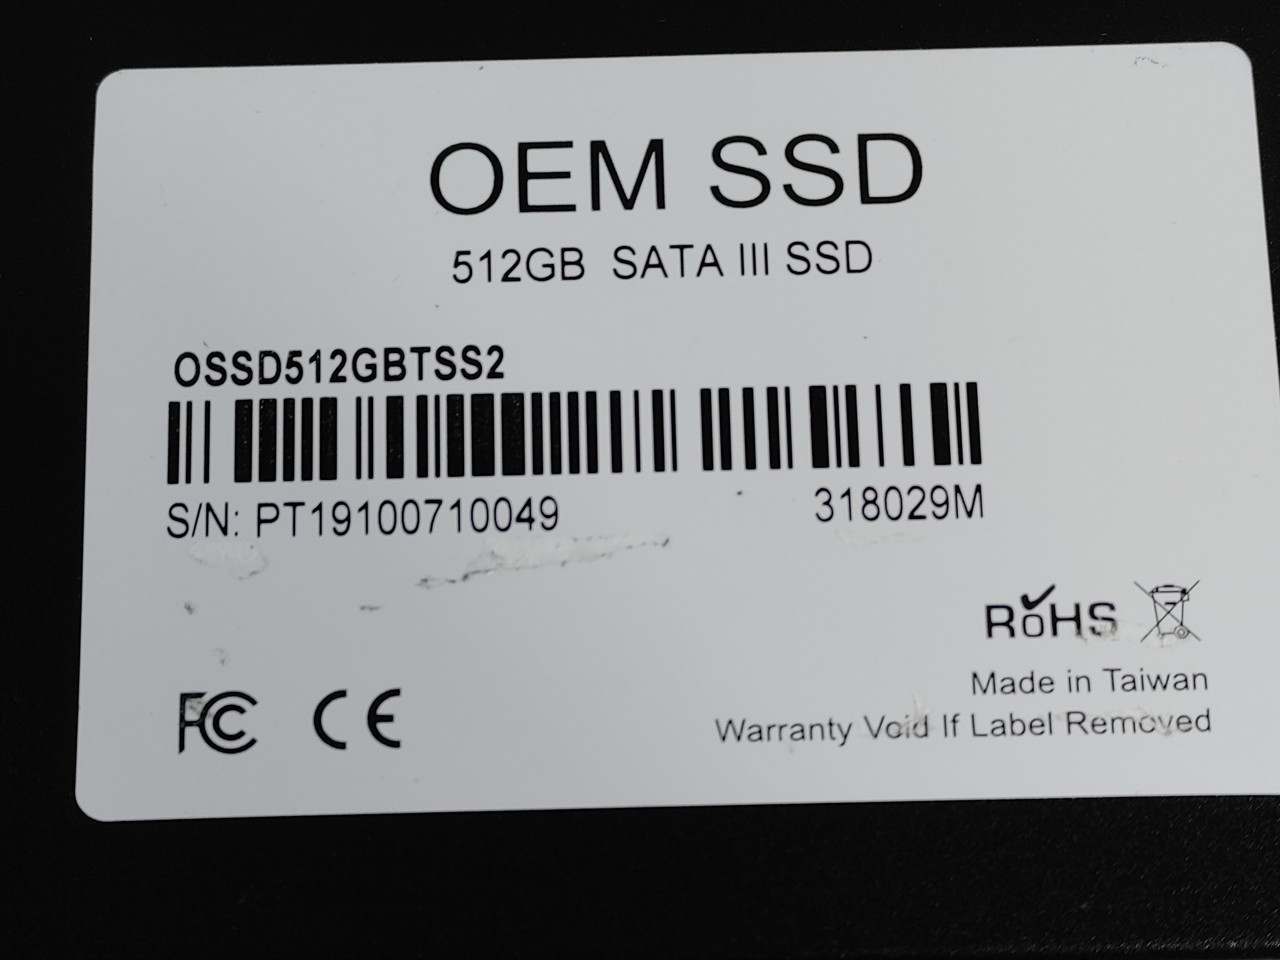 OEM SSD
512GB SATA III SSD
OSSD512GBTSS2
S/N: PT19100710049 318029M
RoHS
FC CE
Made in Taiwan
Warranty Void If Label Removed